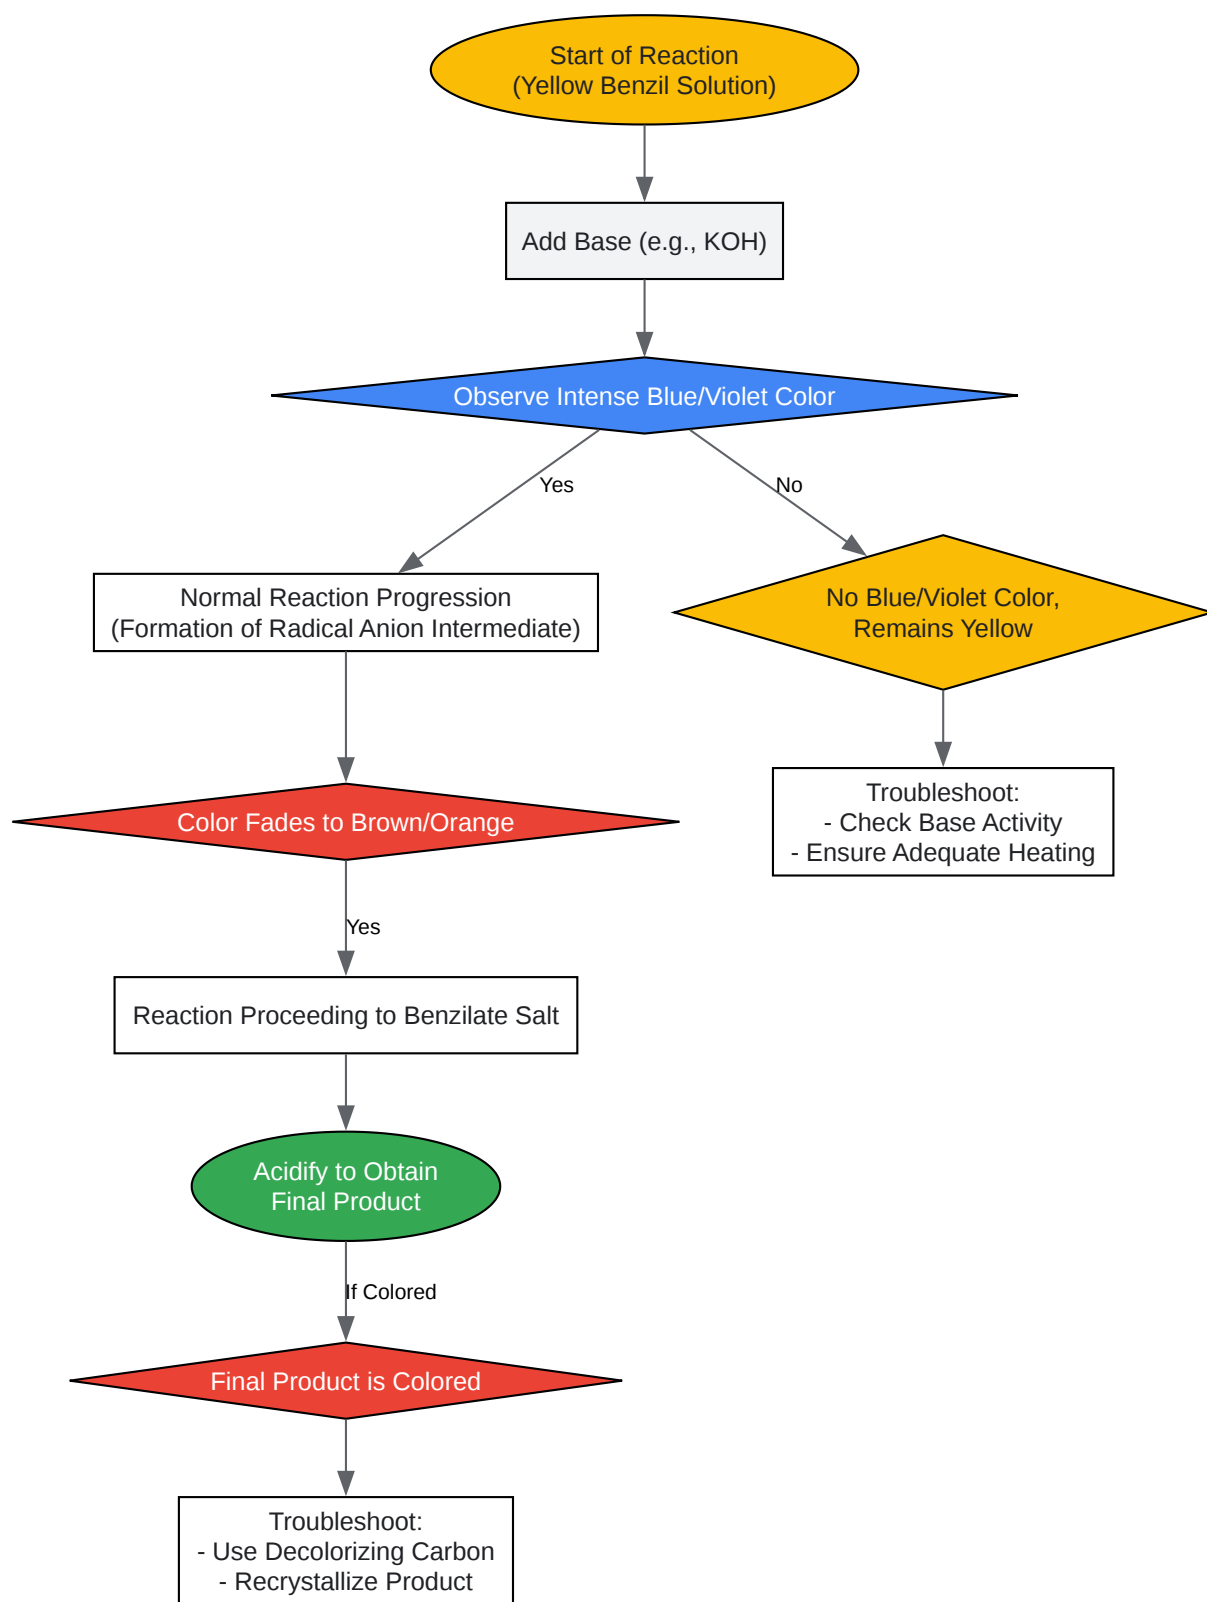 Start of Reaction
(Yellow Benzil Solution)
Add Base (e.g., KOH)
Observe Intense Blue/Violet Color
Yes
No
Normal Reaction Progression
(Formation of Radical Anion Intermediate)
No Blue/Violet Color,
Remains Yellow
Color Fades to Brown/Orange
Troubleshoot:
- Check Base Activity
- Ensure Adequate Heating
Yes
Reaction Proceeding to Benzilate Salt
Acidify to Obtain
Final Product
If Colored
Final Product is Colored
Troubleshoot:
- Use Decolorizing Carbon
- Recrystallize Product